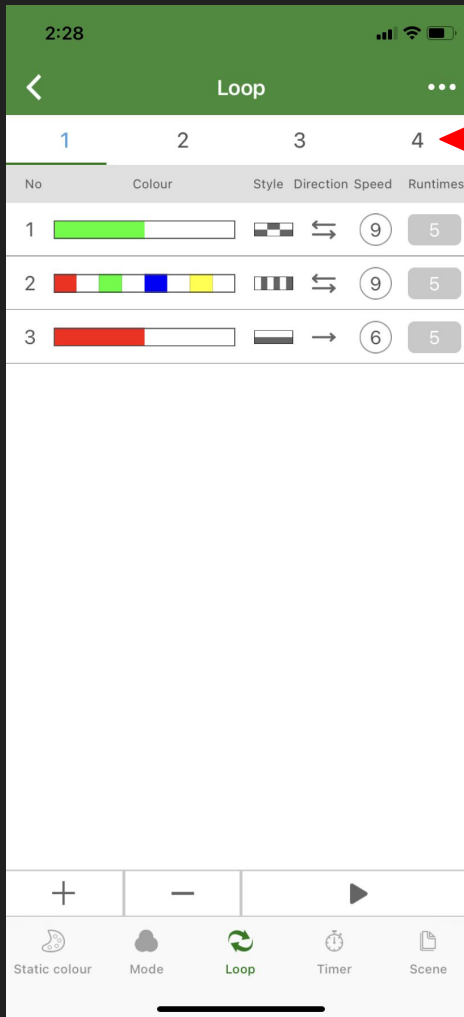 2:28
Loop
1 2 3 4
No Colour Style Direction Speed Runtimes
1 9 5
2 9 5
3 6 5
Static colour Mode Loop Timer Scene